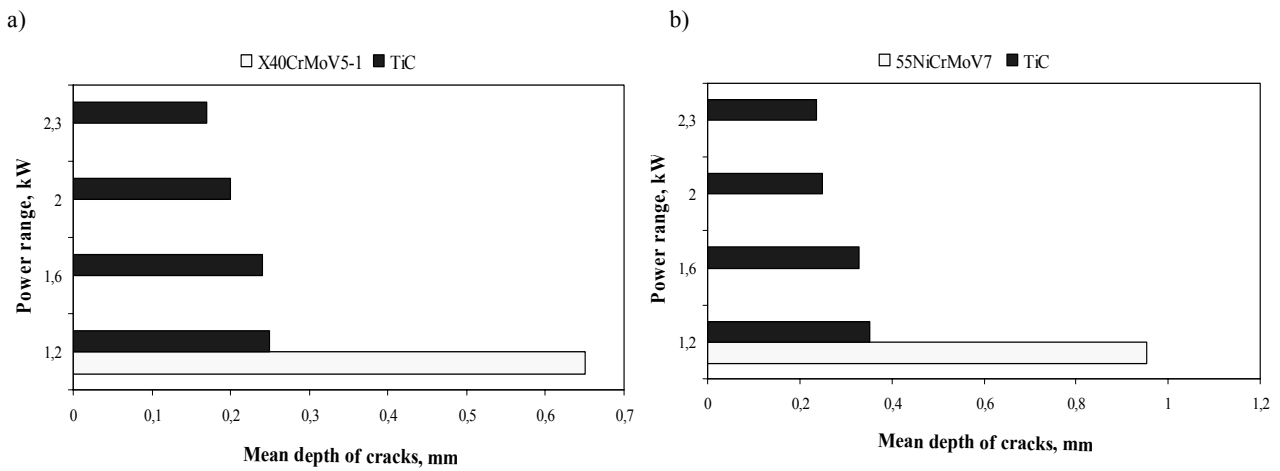 a)
X40CrMoV5-1 TiC
Power range, kW
2,3
2
1,6
1,2
0 0,1 0,2 0,3 0,4 0,5 0,6 0,7
Mean depth of cracks, mm
b)
55NiCrMoV7 TiC
Power range, kW
2,3
2
1,6
1,2
0 0,2 0,4 0,6 0,8 1 1,2
Mean depth of cracks, mm